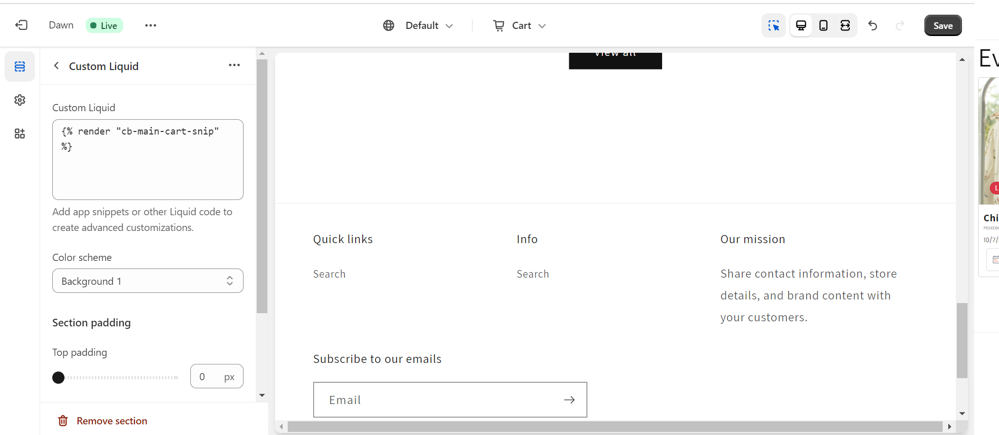 Dawn
Live
Default
Cart
Save
Custom Liquid
Custom Liquid
{% render "cb-main-cart-snip"
%}
Add app snippets or other Liquid code to
create advanced customizations.
Color scheme
Background 1
Section padding
Top padding
0 px
Remove section
View all
Quick links
Search
Info
Search
Our mission
Share contact information, store
details, and brand content with
your customers.
Subscribe to our emails
Email
Ev
L
Chi
Hosted
10/7/